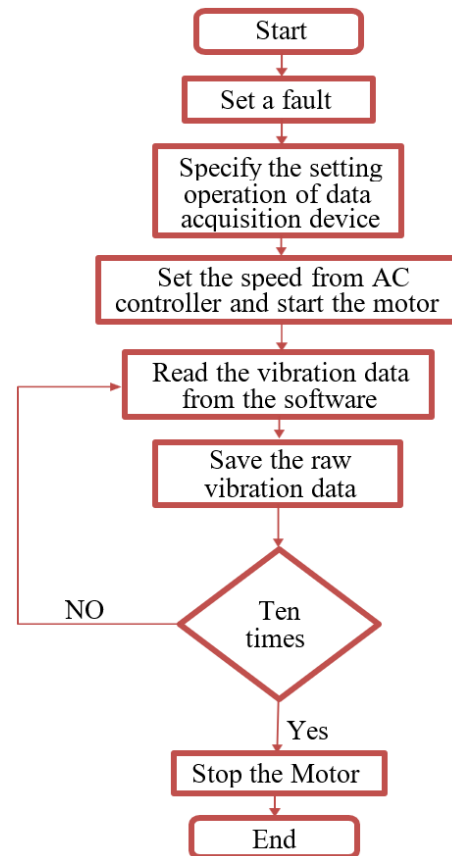 Start
Set a fault
Specify the setting
operation of data
acquisition device
Set the speed from AC
controller and start the motor
Read the vibration data
from the software
Save the raw
vibration data
Ten
times
NO
Yes
Stop the Motor
End